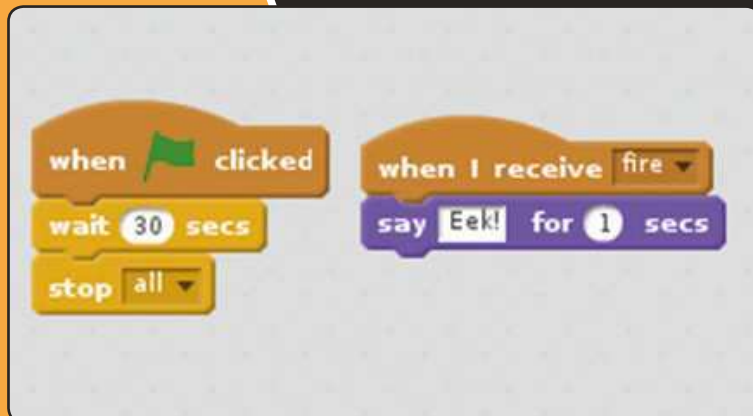 when clicked
wait 30 secs
stop all
when I receive fire
say Eek! for 1 secs